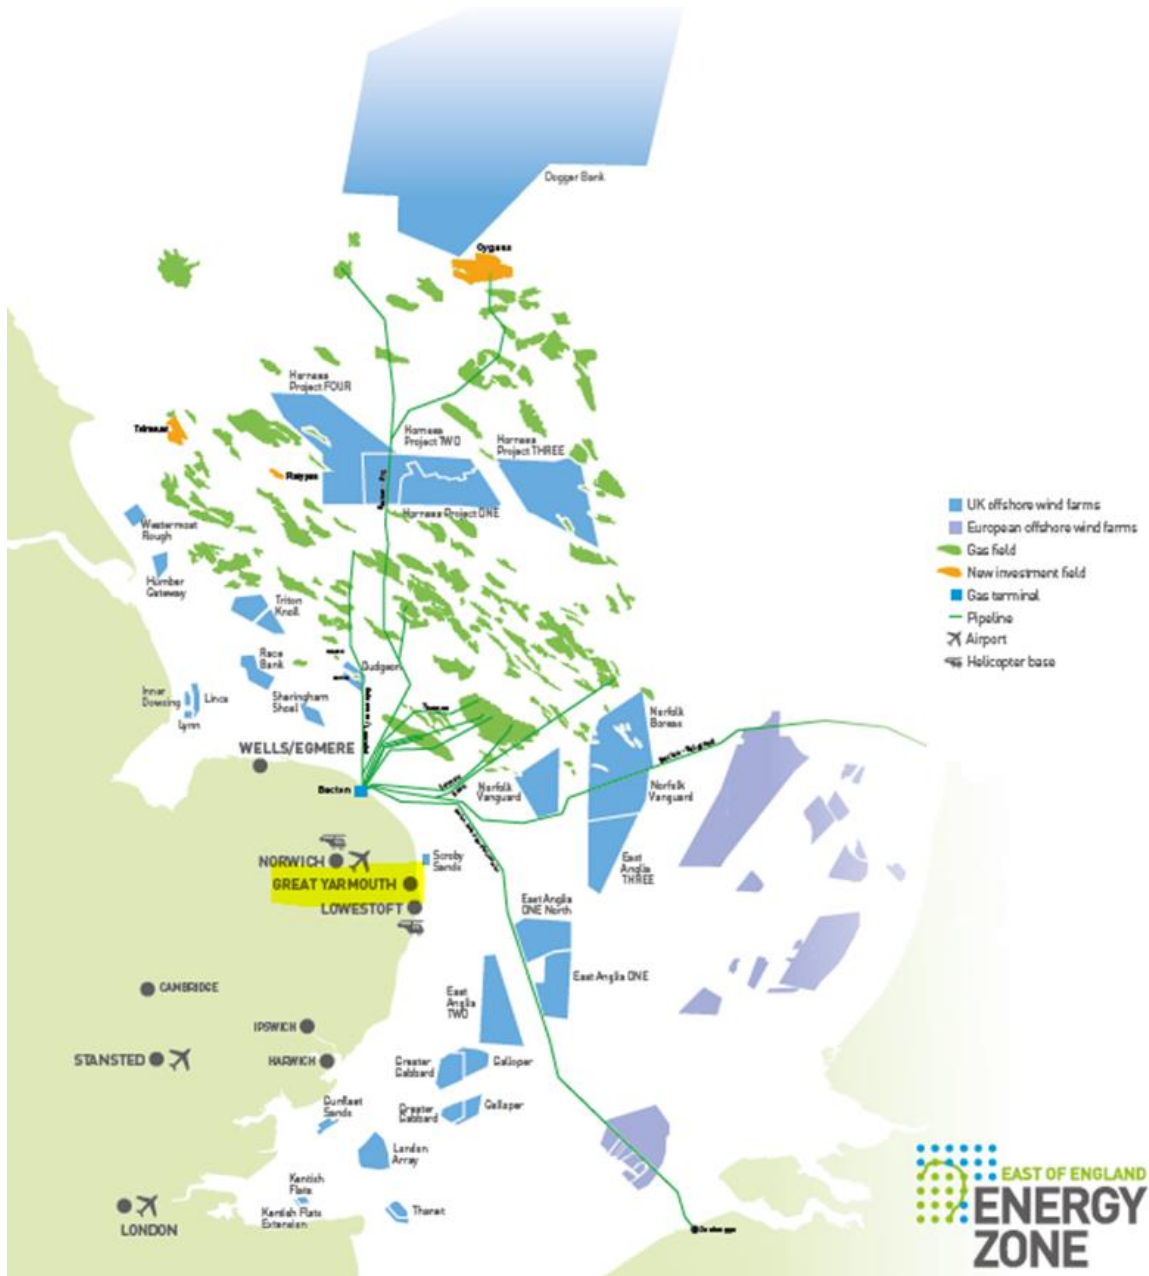 Dogger Bank
Cygnus
Hornsea
Project FOUR
Hornsea
Project TWO
Hornsea
Project THREE
Hornsea Project ONE
Westermost
Rough
Humber
Gateway
Triton
Knoll
Race
Bank
Dudgeon
Inner
Dowsing
Lincs
Lynn
Sheringham
Shoal
Norfolk
Boreas
WELLS/EGMERE
Bacton
Norfolk
Vanguard
Norfolk
Vanguard
NORWICH
Scroby
Sands
GREAT YARMOUTH
LOWESTOFT
East
Anglia
THREE
East Anglia
ONE North
East Anglia ONE
East
Anglia
TWO
CAMBRIDGE
IPSWICH
STANSTED
HARWICH
Greater
Gabbard
Galloper
Greater
Gabbard
Galloper
Gunfleet
Sands
London
Array
Kentish
Flats
Kentish Flats
Extension
Thanet
LONDON
UK offshore wind farms
European offshore wind farms
Gas field
New investment field
Gas terminal
Pipeline
Airport
Helicopter base
EAST OF ENGLAND
ENERGY
ZONE